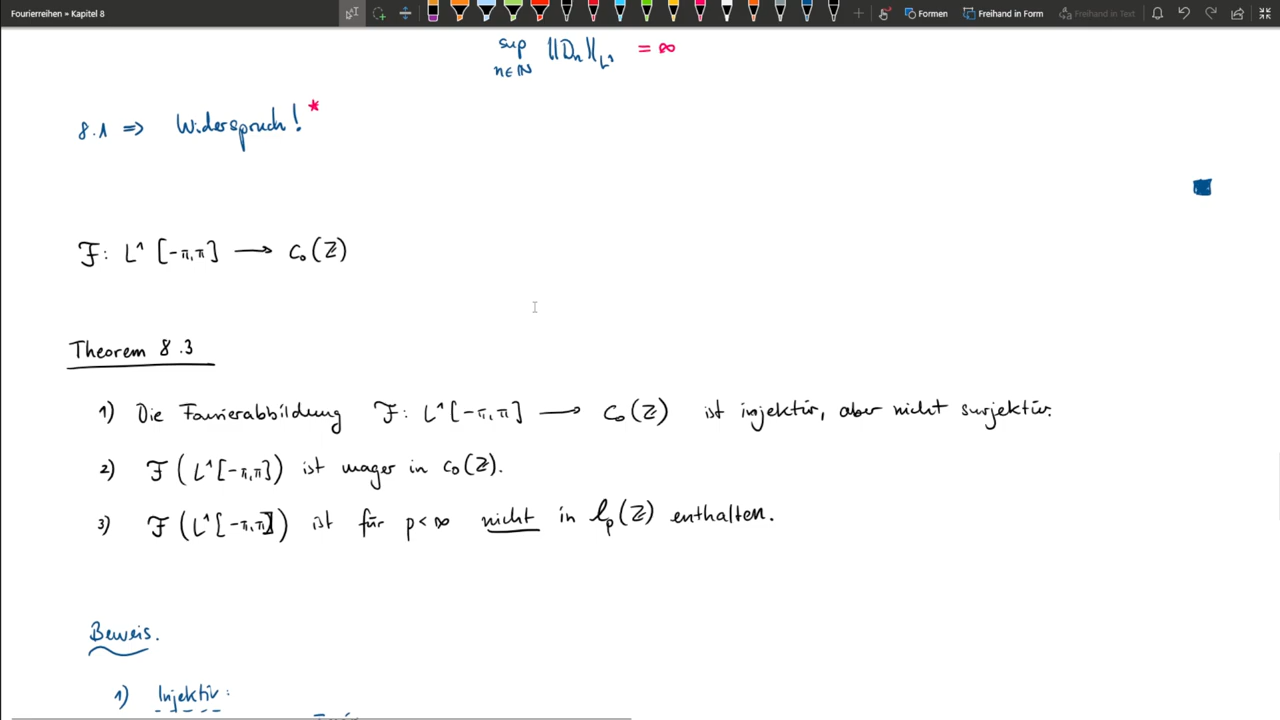 Fourierreihen » Kapitel 8
Formen
Freihand in Form
Freihand in Text
sup ‖Dₙ‖_{L¹} = ∞
n∈ℕ
8.1 ⇒ Widerspruch! *
ℱ: L¹ [-π,π] → c₀(ℤ)
Theorem 8.3
1) Die Fourierabbildung ℱ: L¹[-π,π] → c₀(ℤ) ist injektiv, aber nicht surjektiv.
2) ℱ(L¹[-π,π]) ist mager in c₀(ℤ).
3) ℱ(L¹[-π,π]) ist für p<∞ nicht in ℓₚ(ℤ) enthalten.
Beweis.
1) Injektiv: